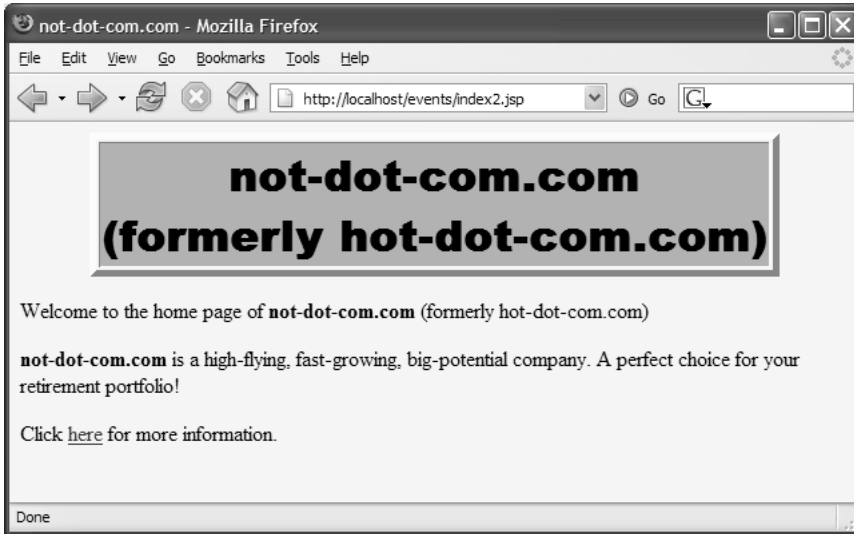 not-dot-com.com - Mozilla Firefox
File Edit View Go Bookmarks Tools Help
http://localhost/events/index2.jsp Go G
not-dot-com.com
(formerly hot-dot-com.com)
Welcome to the home page of not-dot-com.com (formerly hot-dot-com.com)
not-dot-com.com is a high-flying, fast-growing, big-potential company. A perfect choice for your
retirement portfolio!
Click here for more information.
Done